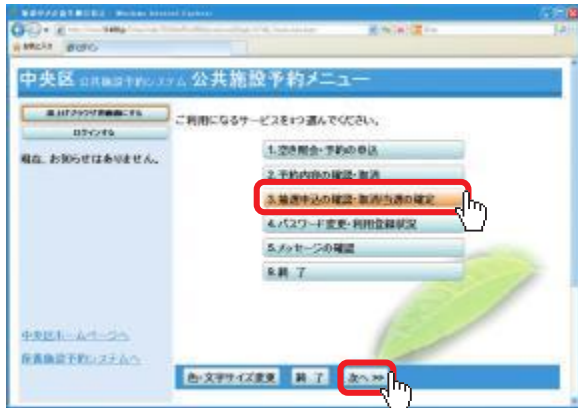 中央区 公共施設予約システム 公共施設予約メニュー
ログインする
ご利用になるサービスを1つ選んでください。
現在、お知らせはありません。
1.空き照会・予約の申込
2.予約内容の確認・取消
3.抽選申込の確認・取消/当選の確定
4.パスワード変更・利用登録状況
5.メッセージの確認
終 了
中央区ホームページへ
色・文字サイズ変更 終 了 次へ >>